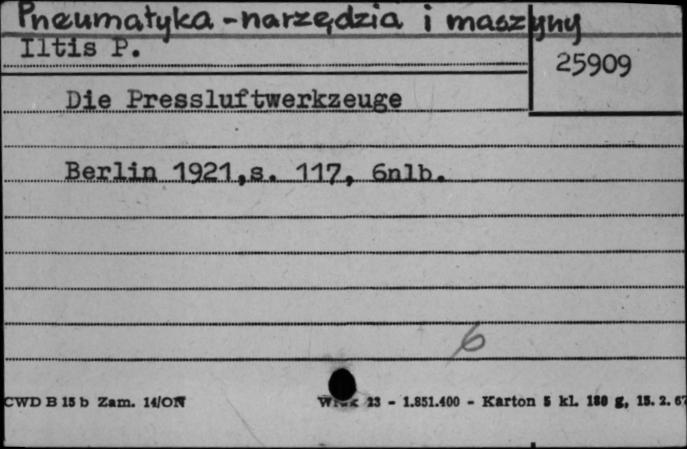 Pneumatyka - narzędzia i maszyny
Iltis P.
25909
Die Pressluftwerkzeuge
Berlin 1921,s. 117, 6nlb.
6
CWD B 15 b Zam. 14/ON
23 - 1.851.400 - Karton 5 kl. 180 g, 15. 2. 67